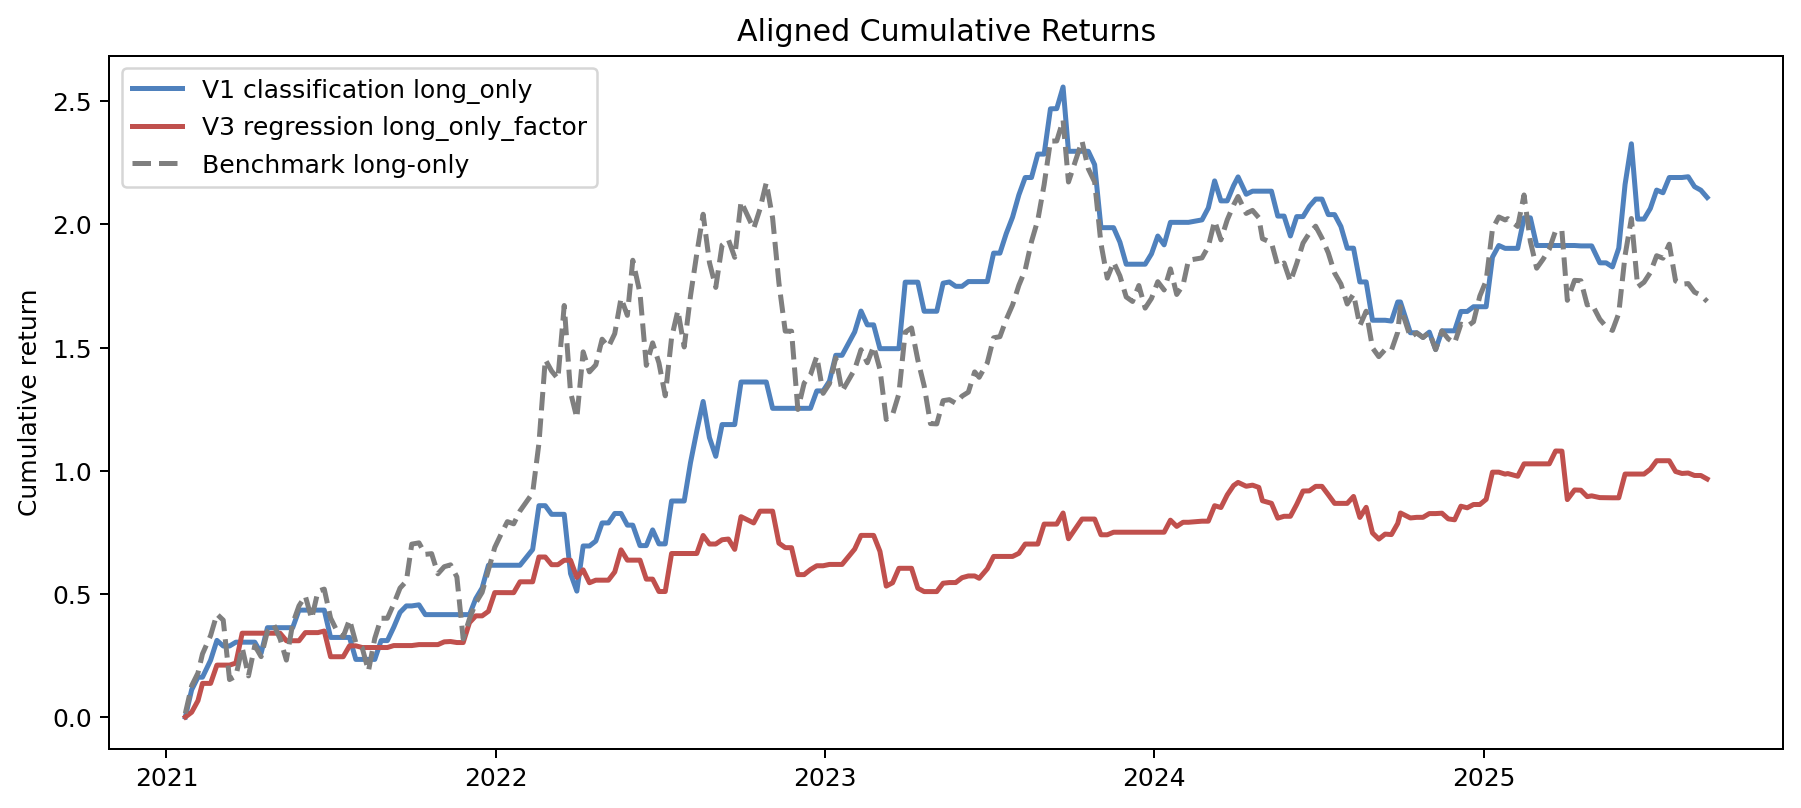 Aligned Cumulative Returns
V1 classification long_only
V3 regression long_only_factor
Benchmark long-only
Cumulative return
2.5
2.0
1.5
1.0
0.5
0.0
2021
2022
2023
2024
2025